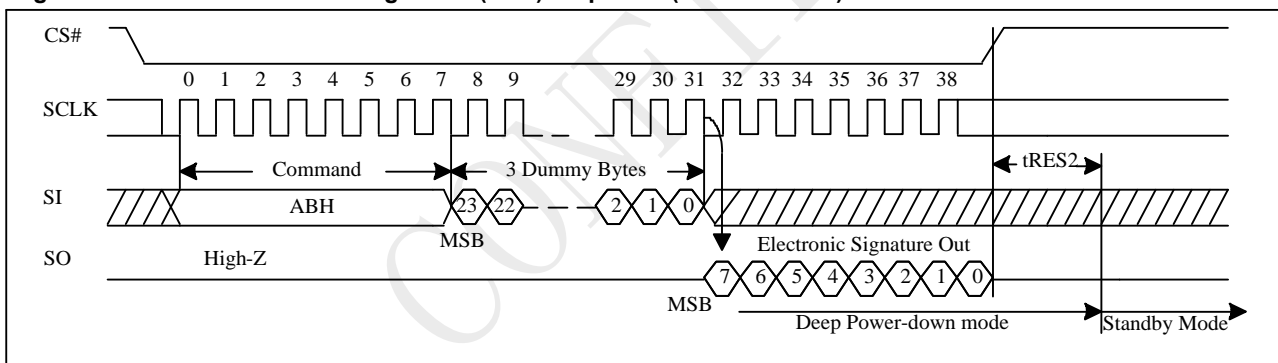 CS#
0 1 2 3 4 5 6 7 8 9 29 30 31 32 33 34 35 36 37 38
SCLK
Command 3 Dummy Bytes tRES2
SI ABH 23 22 2 1 0
MSB
SO High-Z Electronic Signature Out
7 6 5 4 3 2 1 0
MSB
Deep Power-down mode Standby Mode